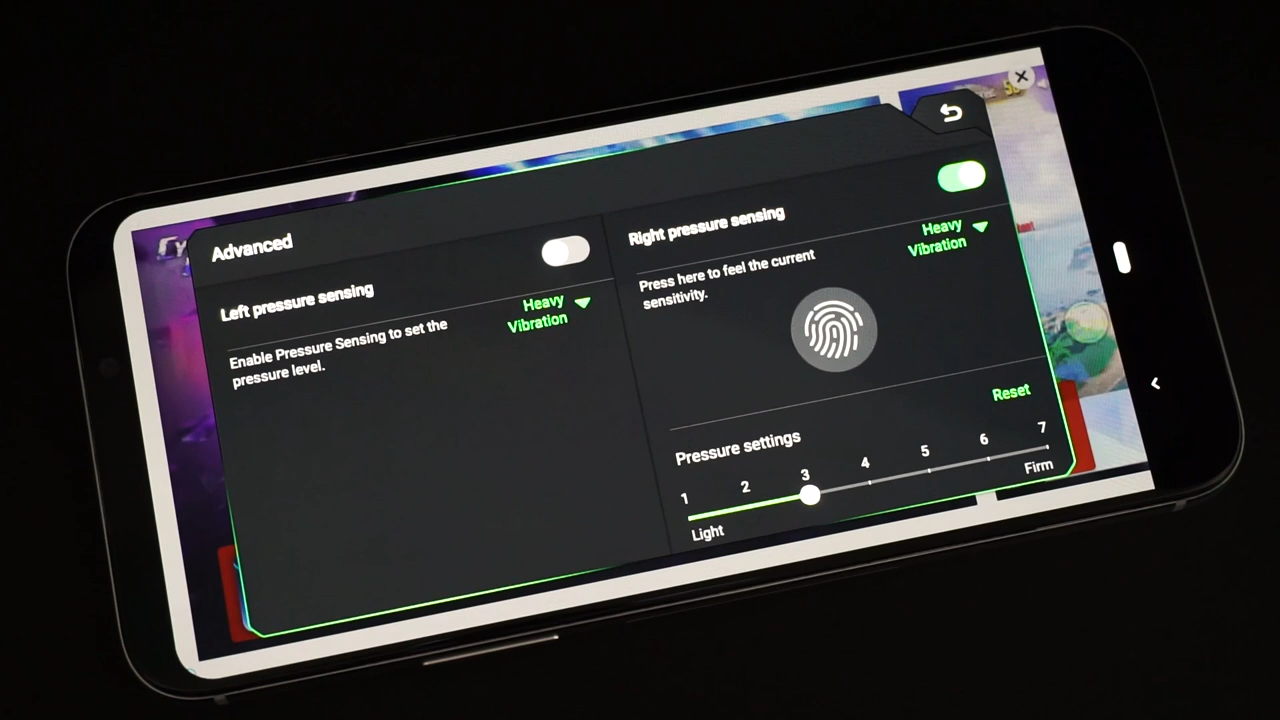 Advanced
Left pressure sensing
Heavy
Vibration
Enable Pressure Sensing to set the
pressure level.
Right pressure sensing
Heavy
Vibration
Press here to feel the current
sensitivity.
Reset
Pressure settings
1 2 3 4 5 6 7
Light Firm